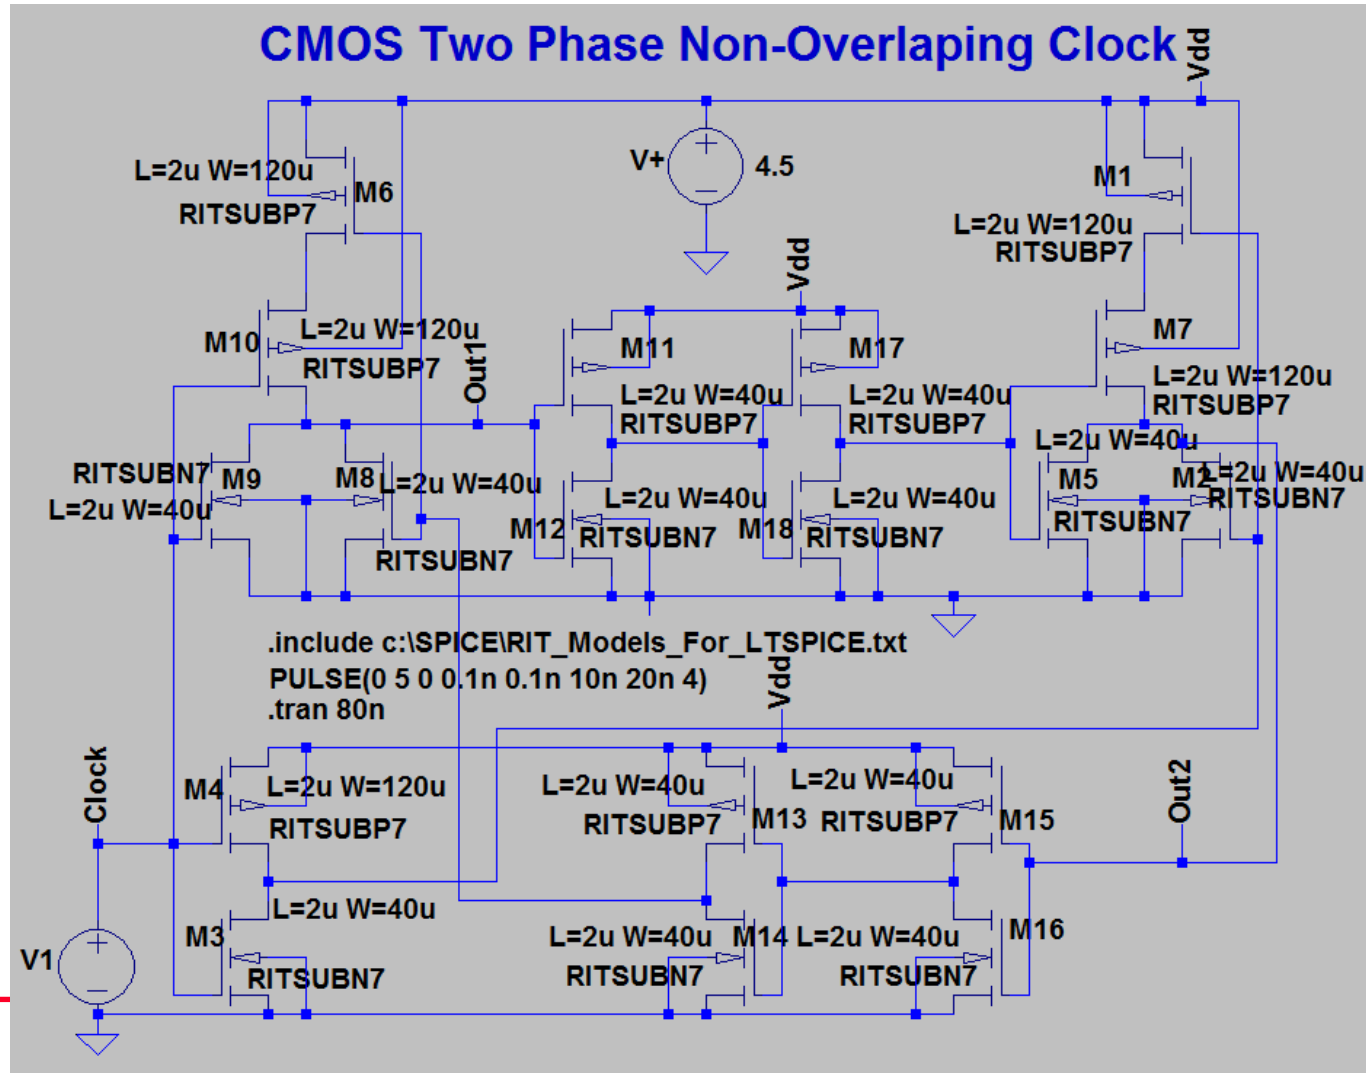 CMOS Two Phase Non-Overlaping Clock
Vdd
L=2u W=120u
M6
RITSUBP7
V+
4.5
M1
L=2u W=120u
RITSUBP7
Vdd
M10
L=2u W=120u
RITSUBP7
Out1
M11
L=2u W=40u
RITSUBP7
M17
L=2u W=40u
RITSUBP7
M7
L=2u W=120u
RITSUBP7
RITSUBN7
M9
L=2u W=40u
M8
L=2u W=40u
RITSUBN7
L=2u W=40u
M12
RITSUBN7
L=2u W=40u
M18
RITSUBN7
L=2u W=40u
M5
RITSUBN7
M2
L=2u W=40u
RITSUBN7
.include c:\SPICE\RIT_Models_For_LTSPICE.txt
PULSE(0 5 0 0.1n 0.1n 10n 20n 4)
.tran 80n
Vdd
Clock
M4
L=2u W=120u
RITSUBP7
L=2u W=40u
RITSUBP7
M13
L=2u W=40u
RITSUBP7
M15
Out2
L=2u W=40u
M3
RITSUBN7
L=2u W=40u
M14
RITSUBN7
L=2u W=40u
M16
RITSUBN7
V1